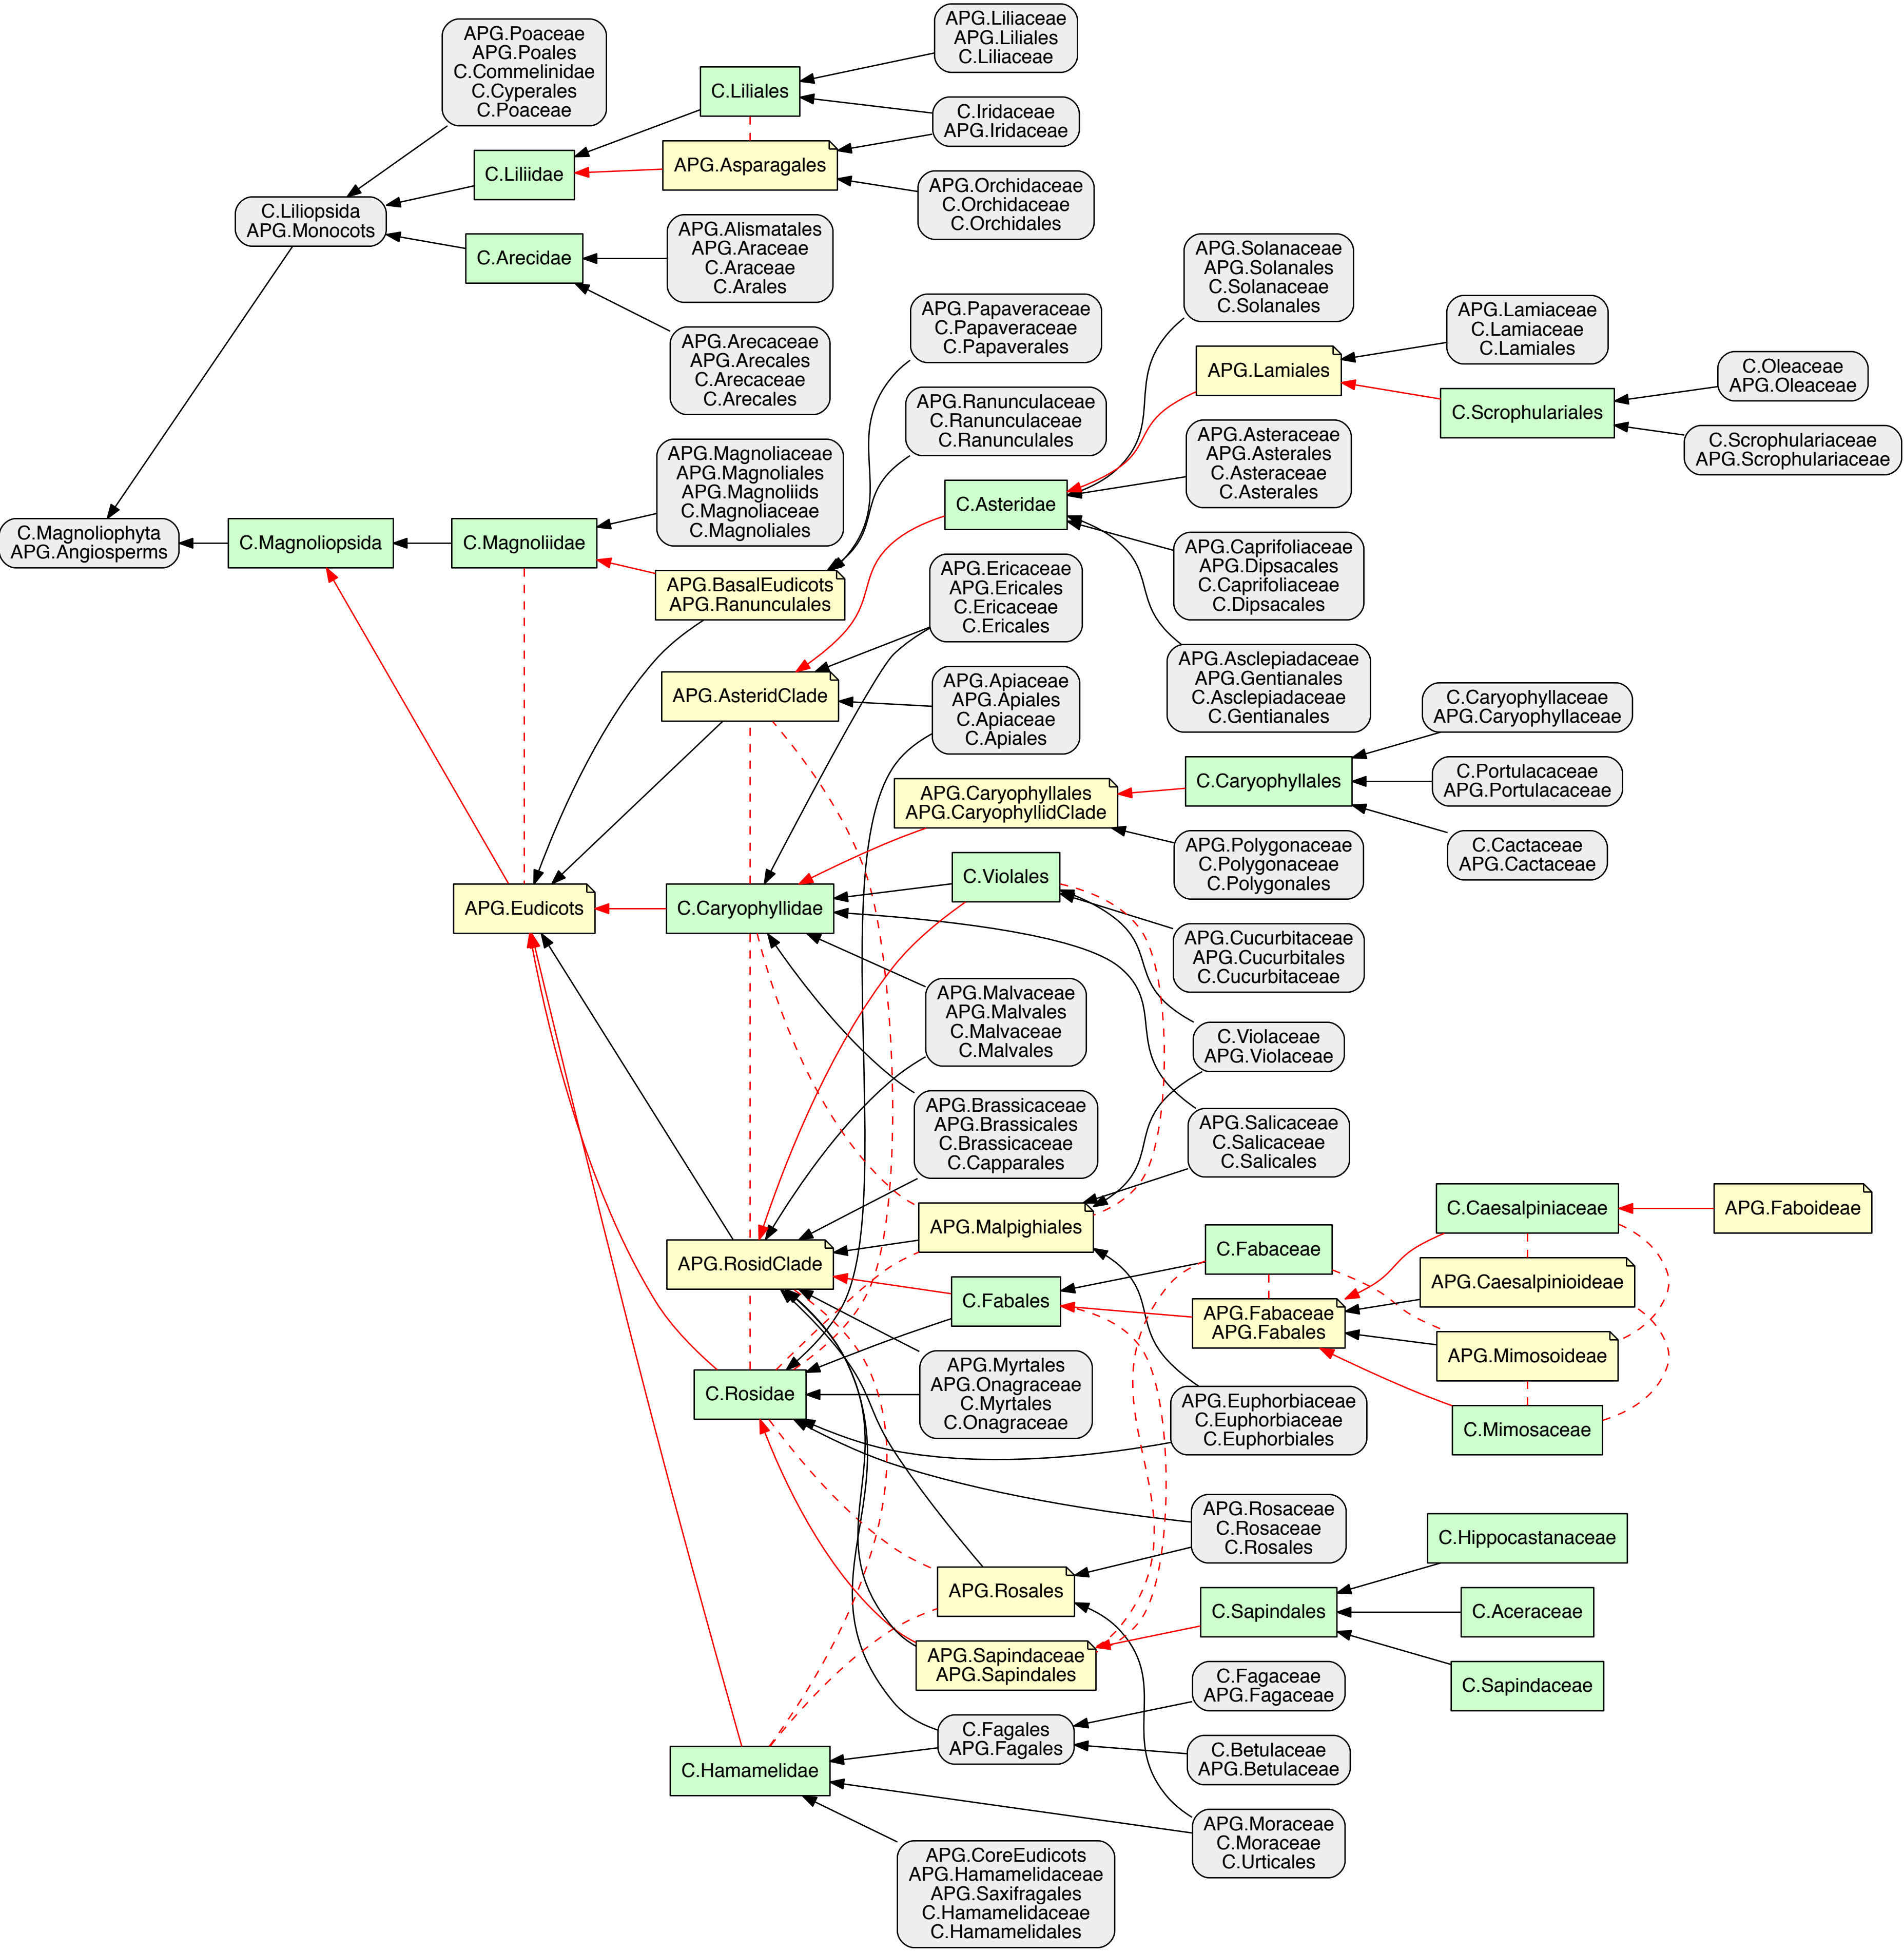 APG.Poaceae
APG.Poales
C.Commelinidae
C.Cyperales
C.Poaceae
C.Liliales
APG.Liliaceae
APG.Liliales
C.Liliaceae
C.Iridaceae
APG.Iridaceae
APG.Asparagales
C.Liliidae
APG.Orchidaceae
C.Orchidaceae
C.Orchidales
C.Liliopsida
APG.Monocots
C.Arecidae
APG.Alismatales
APG.Araceae
C.Araceae
C.Arales
APG.Arecaceae
APG.Arecales
C.Arecaceae
C.Arecales
APG.Papaveraceae
C.Papaveraceae
C.Papaverales
APG.Solanaceae
APG.Solanales
C.Solanaceae
C.Solanales
APG.Lamiaceae
C.Lamiaceae
C.Lamiales
APG.Lamiales
C.Oleaceae
APG.Oleaceae
C.Scrophulariales
C.Scrophulariaceae
APG.Scrophulariaceae
APG.Ranunculaceae
C.Ranunculaceae
C.Ranunculales
APG.Asteraceae
APG.Asterales
C.Asteraceae
C.Asterales
APG.Magnoliaceae
APG.Magnoliales
APG.Magnoliids
C.Magnoliaceae
C.Magnoliales
C.Asteridae
C.Magnoliophyta
APG.Angiosperms
C.Magnoliopsida
C.Magnoliidae
APG.BasalEudicots
APG.Ranunculales
APG.Caprifoliaceae
APG.Dipsacales
C.Caprifoliaceae
C.Dipsacales
APG.Ericaceae
APG.Ericales
C.Ericaceae
C.Ericales
APG.Asclepiadaceae
APG.Gentianales
C.Asclepiadaceae
C.Gentianales
APG.AsteridClade
APG.Apiaceae
APG.Apiales
C.Apiaceae
C.Apiales
C.Caryophyllaceae
APG.Caryophyllaceae
C.Caryophyllales
C.Portulacaceae
APG.Portulacaceae
APG.Caryophyllales
APG.CaryophyllidClade
APG.Polygonaceae
C.Polygonaceae
C.Polygonales
C.Cactaceae
APG.Cactaceae
C.Violales
APG.Eudicots
C.Caryophyllidae
APG.Cucurbitaceae
APG.Cucurbitales
C.Cucurbitaceae
APG.Malvaceae
APG.Malvales
C.Malvaceae
C.Malvales
C.Violaceae
APG.Violaceae
APG.Brassicaceae
APG.Brassicales
C.Brassicaceae
C.Capparales
APG.Salicaceae
C.Salicaceae
C.Salicales
APG.Malpighiales
C.Caesalpiniaceae
APG.Faboideae
APG.RosidClade
C.Fabaceae
APG.Caesalpinioideae
C.Fabales
APG.Fabaceae
APG.Fabales
APG.Mimosoideae
C.Rosidae
APG.Myrtales
APG.Onagraceae
C.Myrtales
C.Onagraceae
APG.Euphorbiaceae
C.Euphorbiaceae
C.Euphorbiales
C.Mimosaceae
APG.Rosaceae
C.Rosaceae
C.Rosales
C.Hippocastanaceae
APG.Rosales
C.Sapindales
C.Aceraceae
APG.Sapindaceae
APG.Sapindales
C.Sapindaceae
C.Fagaceae
APG.Fagaceae
C.Fagales
APG.Fagales
C.Betulaceae
APG.Betulaceae
C.Hamamelidae
APG.Moraceae
C.Moraceae
C.Urticales
APG.CoreEudicots
APG.Hamamelidaceae
APG.Saxifragales
C.Hamamelidaceae
C.Hamamelidales